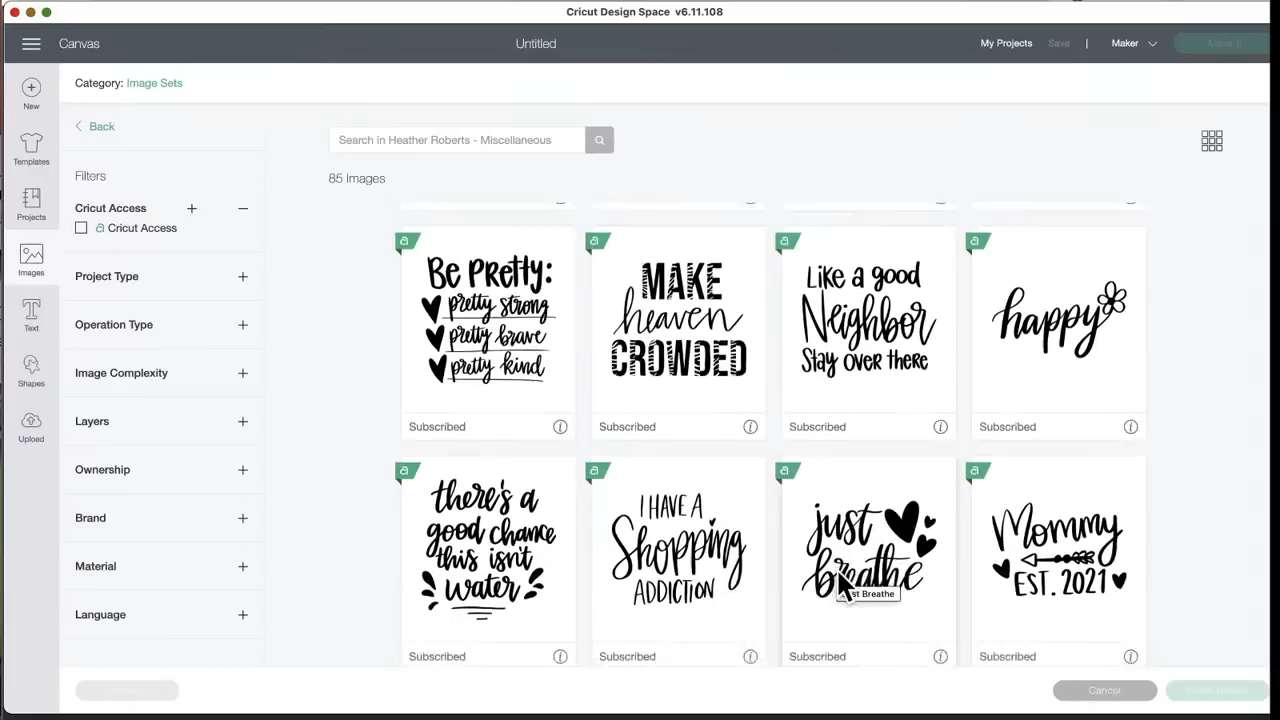 Cricut Design Space v6.11.108
Canvas
Untitled
My Projects
Save
|
Maker
Category: Image Sets
New
Templates
Projects
Images
Text
Shapes
Upload
Back
Filters
Cricut Access
Cricut Access
Project Type
Operation Type
Image Complexity
Layers
Ownership
Brand
Material
Language
Search in Heather Roberts - Miscellaneous
85 Images
Be Pretty:
pretty strong
pretty brave
pretty kind
Subscribed
MAKE
heaven
CROWDED
Subscribed
Like a good
Neighbor
Stay over there
Subscribed
happy
Subscribed
there's a
good chance
this isn't
water
Subscribed
I HAVE A
Shopping
ADDICTION
Subscribed
just
breathe
Breathe
Subscribed
Mommy
EST. 2021
Subscribed
Cancel